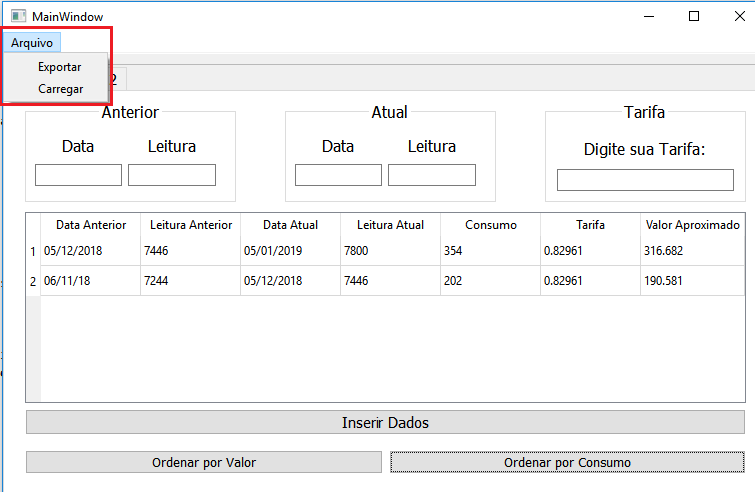 MainWindow
Arquivo
Exportar
Carregar
2
Anterior
Atual
Tarifa
Data Leitura
Data Leitura
Digite sua Tarifa:
Data Anterior Leitura Anterior Data Atual Leitura Atual Consumo Tarifa Valor Aproximado
1 05/12/2018 7446 05/01/2019 7800 354 0.82961 316.682
2 06/11/18 7244 05/12/2018 7446 202 0.82961 190.581
Inserir Dados
Ordenar por Valor
Ordenar por Consumo